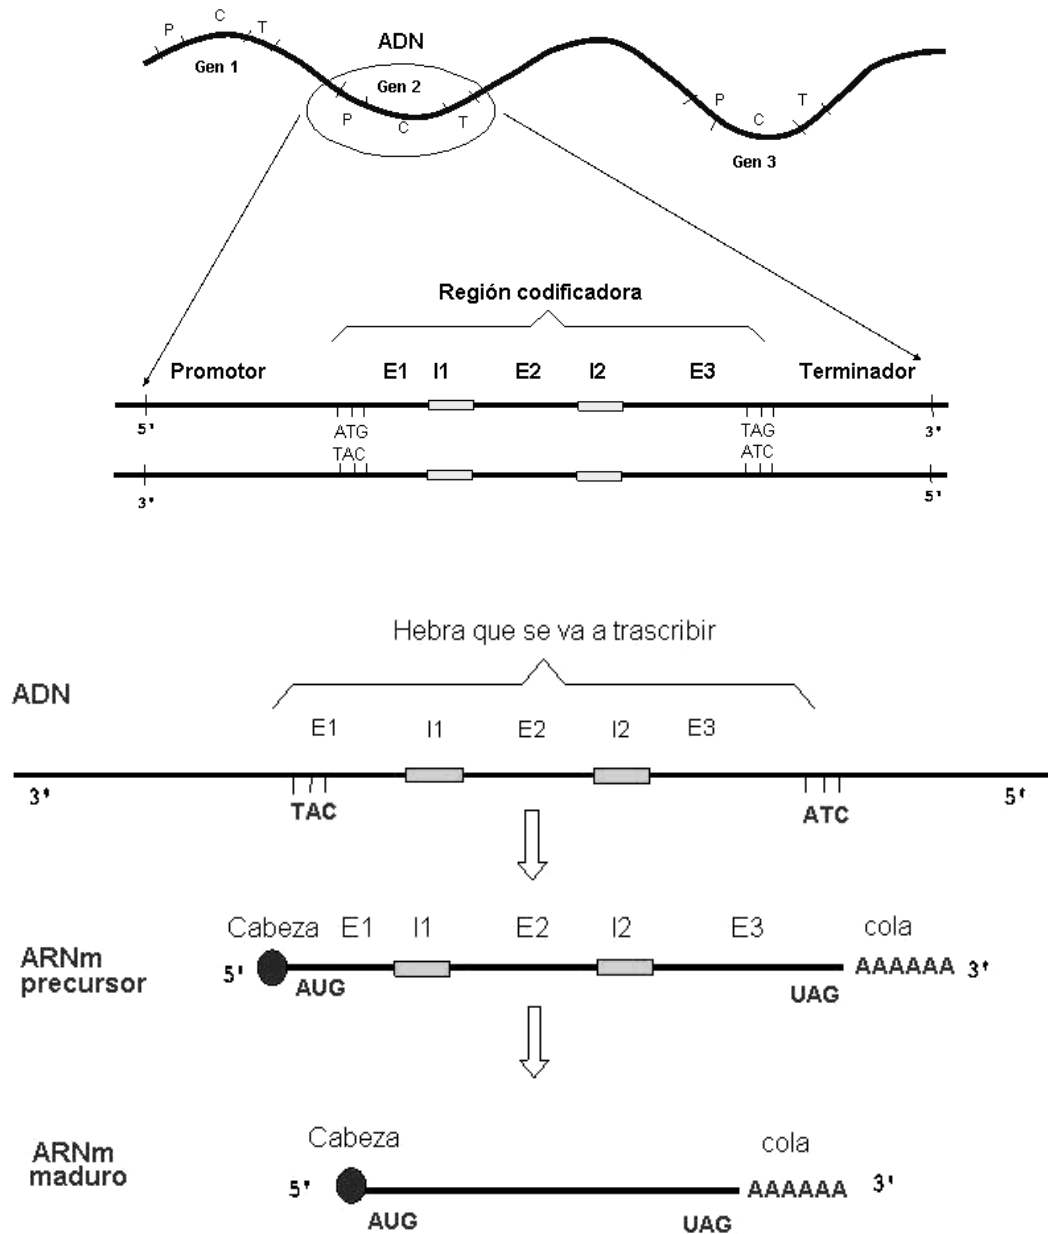 P C T
ADN
Gen 1
Gen 2
P C T
P C T
Gen 3
Región codificadora
Promotor E1 I1 E2 I2 E3 Terminador
5' ATG TAG 3'
TAC ATC
3' 5'
Hebra que se va a trascribir
ADN
E1 I1 E2 I2 E3
3' TAC ATC 5'
Cabeza E1 I1 E2 I2 E3 cola
ARNm
precursor
5' AUG UAG AAAAAA 3'
Cabeza cola
ARNm
maduro
5' AUG UAG AAAAAA 3'